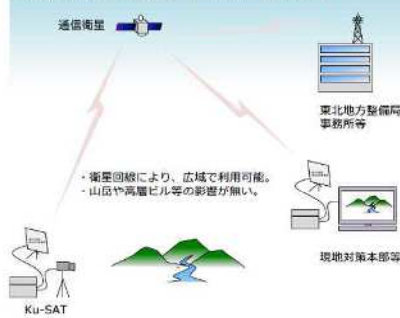 通信衛星
東北地方整備局
事務所等
・衛星回線により、広域で利用可能。
・山岳や高層ビル等の影響が無い。
現地対策本部等
Ku-SAT